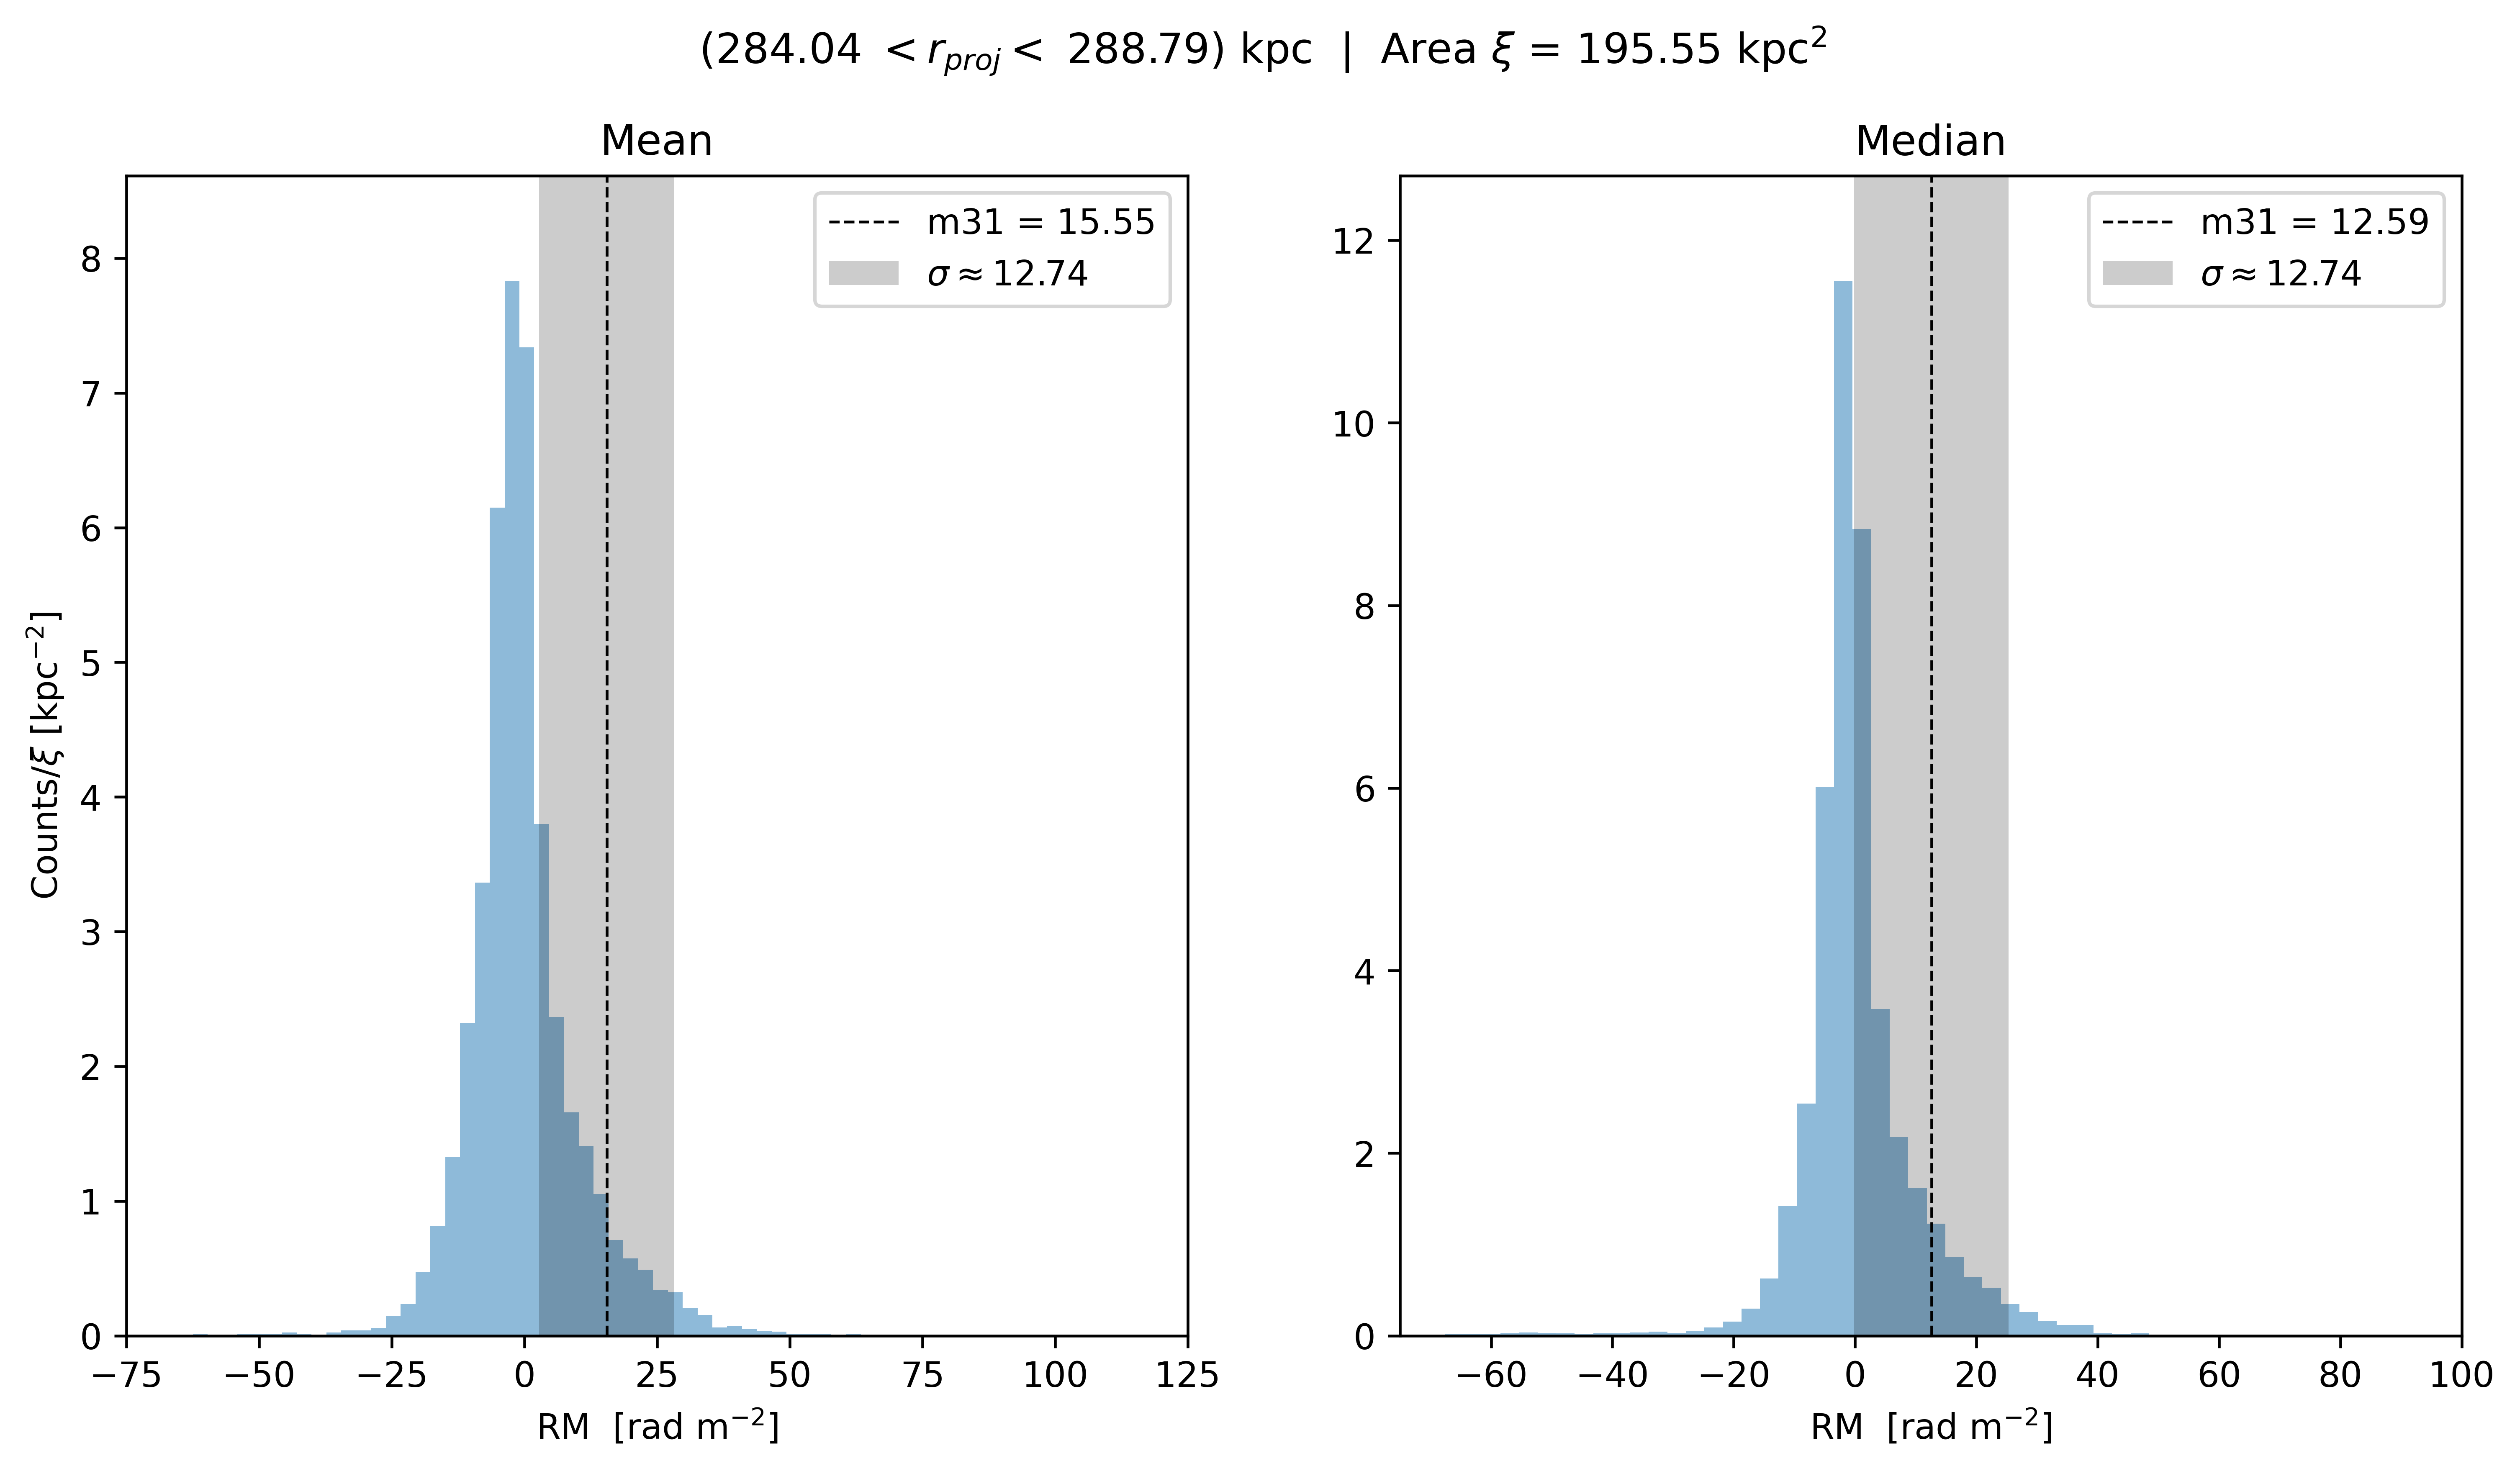 (284.04 < r_proj < 288.79) kpc | Area ξ = 195.55 kpc²
Mean
m31 = 15.55
σ ≈ 12.74
8
7
6
5
4
3
2
1
0
Counts/ξ [kpc⁻²]
−75 −50 −25 0 25 50 75 100 125
RM [rad m⁻²]
Median
m31 = 12.59
σ ≈ 12.74
12
10
8
6
4
2
0
−60 −40 −20 0 20 40 60 80 100
RM [rad m⁻²]